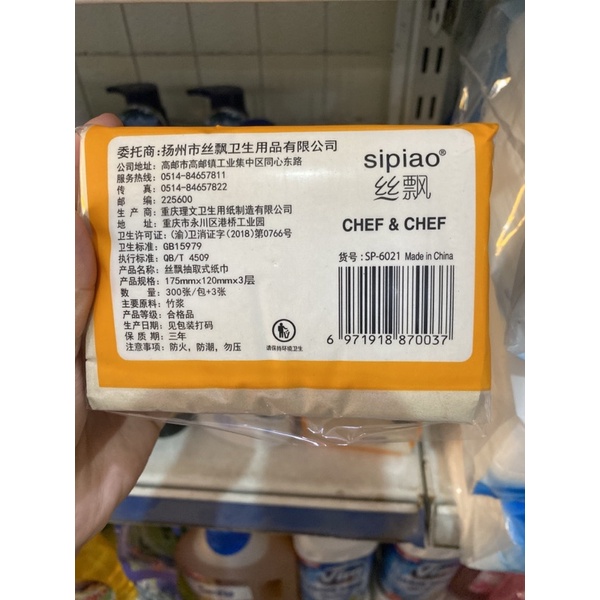 委托商:扬州市丝飘卫生用品有限公司
公司地址:高邮市高邮镇工业集中区同心东路
服务热线:0514-84657811
传 真:0514-84657822
邮 编:225600
生 产 商:重庆理文卫生用纸制造有限公司
地 址:重庆市永川区港桥工业园
卫生许可证:(渝)卫消证字(2018)第0766号
卫生标准:GB15979
执行标准:QB/T 4509
产品名称:丝飘抽取式纸巾
产品规格:175mmx120mmx3层
数 量:300张/包+3张
主要原料:竹浆
产品等级:合格品
生产日期:见包装打码
保 质 期:三年
注意事项:防火,防潮,勿压
请保持环境卫生
sipiao®
丝飘
CHEF & CHEF
货号:SP-6021 Made in China
6 971918 870037